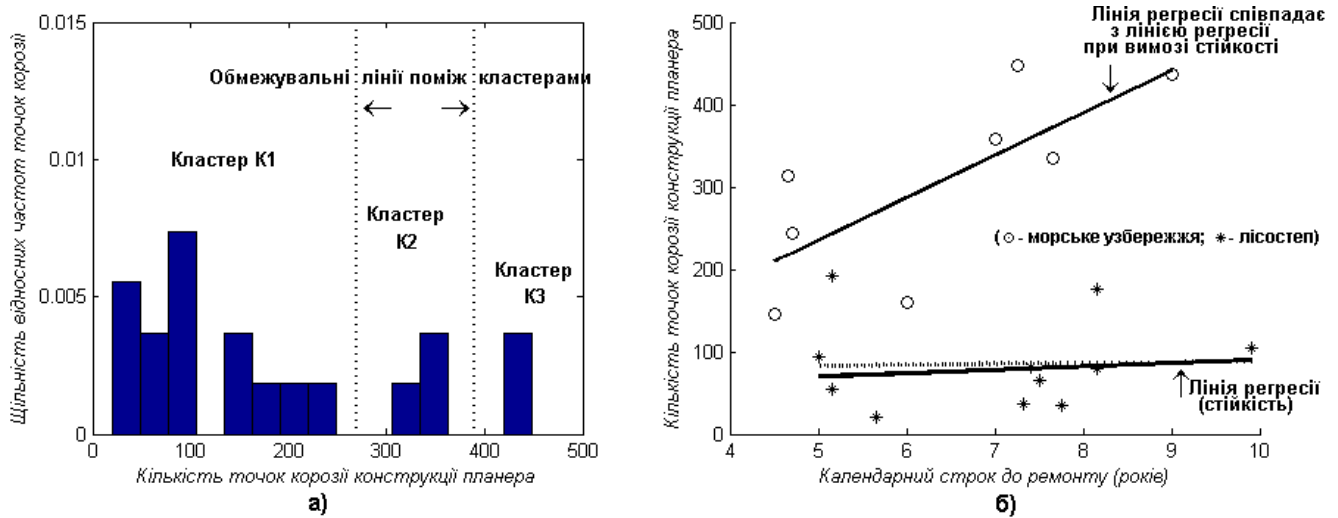 0.015
0.01
0.005
0
0
100
200
300
400
500
Щільність відносних частот точок корозії
Обмежувальні лінії поміж кластерами
Кластер К1
Кластер
К2
Кластер
К3
Кількість точок корозії конструкції планера
а)
500
400
300
200
100
0
4
5
6
7
8
9
10
Кількість точок корозії конструкції планера
Лінія регресії співпадає
з лінією регресії
при вимозі стійкості
( о - морське узбережжя; * - лісостеп)
Лінія регресії
(стійкість)
Календарний строк до ремонту (років)
б)